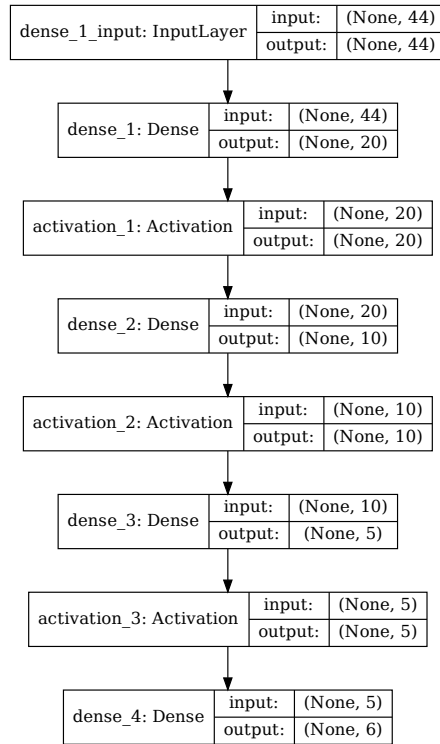 dense_1_input: InputLayer input: (None, 44)
output: (None, 44)
dense_1: Dense input: (None, 44)
output: (None, 20)
activation_1: Activation input: (None, 20)
output: (None, 20)
dense_2: Dense input: (None, 20)
output: (None, 10)
activation_2: Activation input: (None, 10)
output: (None, 10)
dense_3: Dense input: (None, 10)
output: (None, 5)
activation_3: Activation input: (None, 5)
output: (None, 5)
dense_4: Dense input: (None, 5)
output: (None, 6)